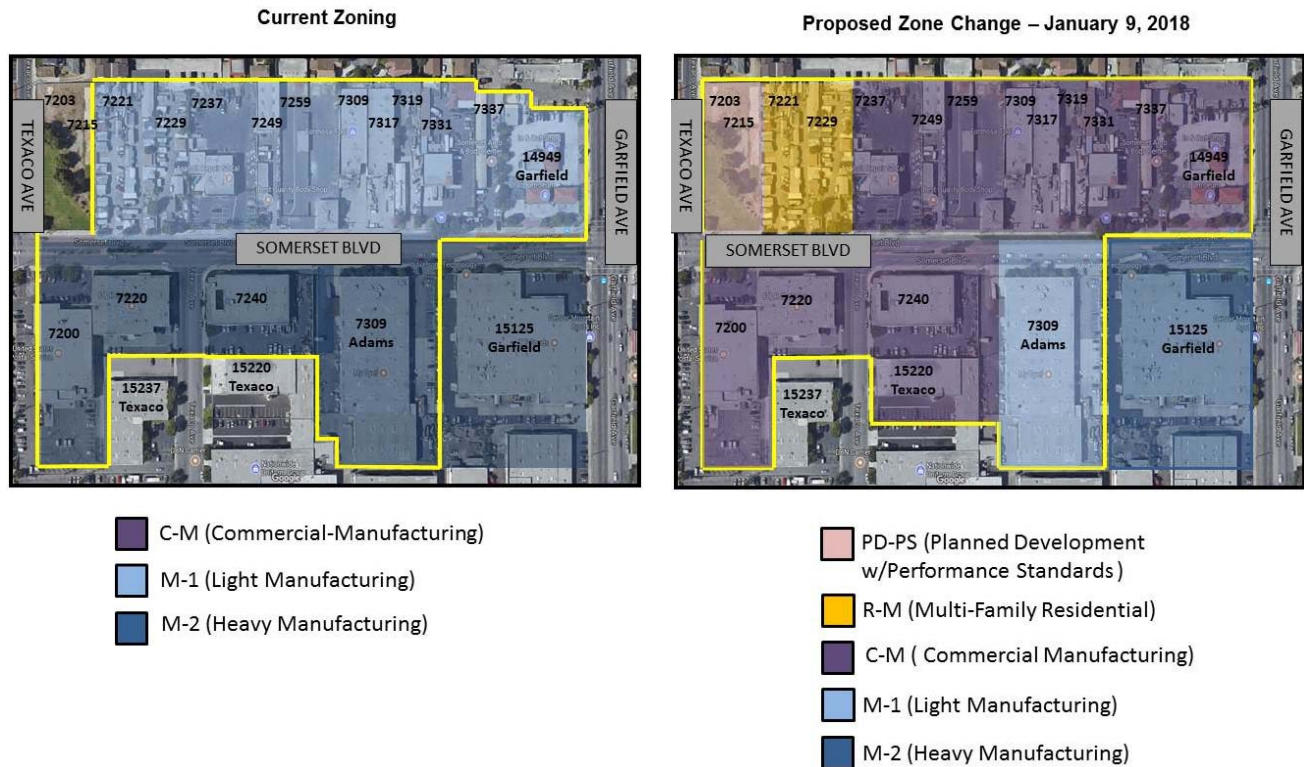 Current Zoning
7203
7215
7221
7229
7237
7249
7259
7309
7317
7319
7331
7337
14949
Garfield
TEXACO AVE
GARFIELD AVE
SOMERSET BLVD
7200
7220
7240
7309
Adams
15125
Garfield
15237
Texaco
15220
Texaco
Google
C-M (Commercial-Manufacturing)
M-1 (Light Manufacturing)
M-2 (Heavy Manufacturing)
Proposed Zone Change – January 9, 2018
7203
7215
7221
7229
7237
7249
7259
7309
7317
7319
7331
7337
14949
Garfield
TEXACO AVE
GARFIELD AVE
SOMERSET BLVD
7200
7220
7240
7309
Adams
15125
Garfield
15237
Texaco
15220
Texaco
Google
PD-PS (Planned Development
w/Performance Standards )
R-M (Multi-Family Residential)
C-M ( Commercial Manufacturing)
M-1 (Light Manufacturing)
M-2 (Heavy Manufacturing)